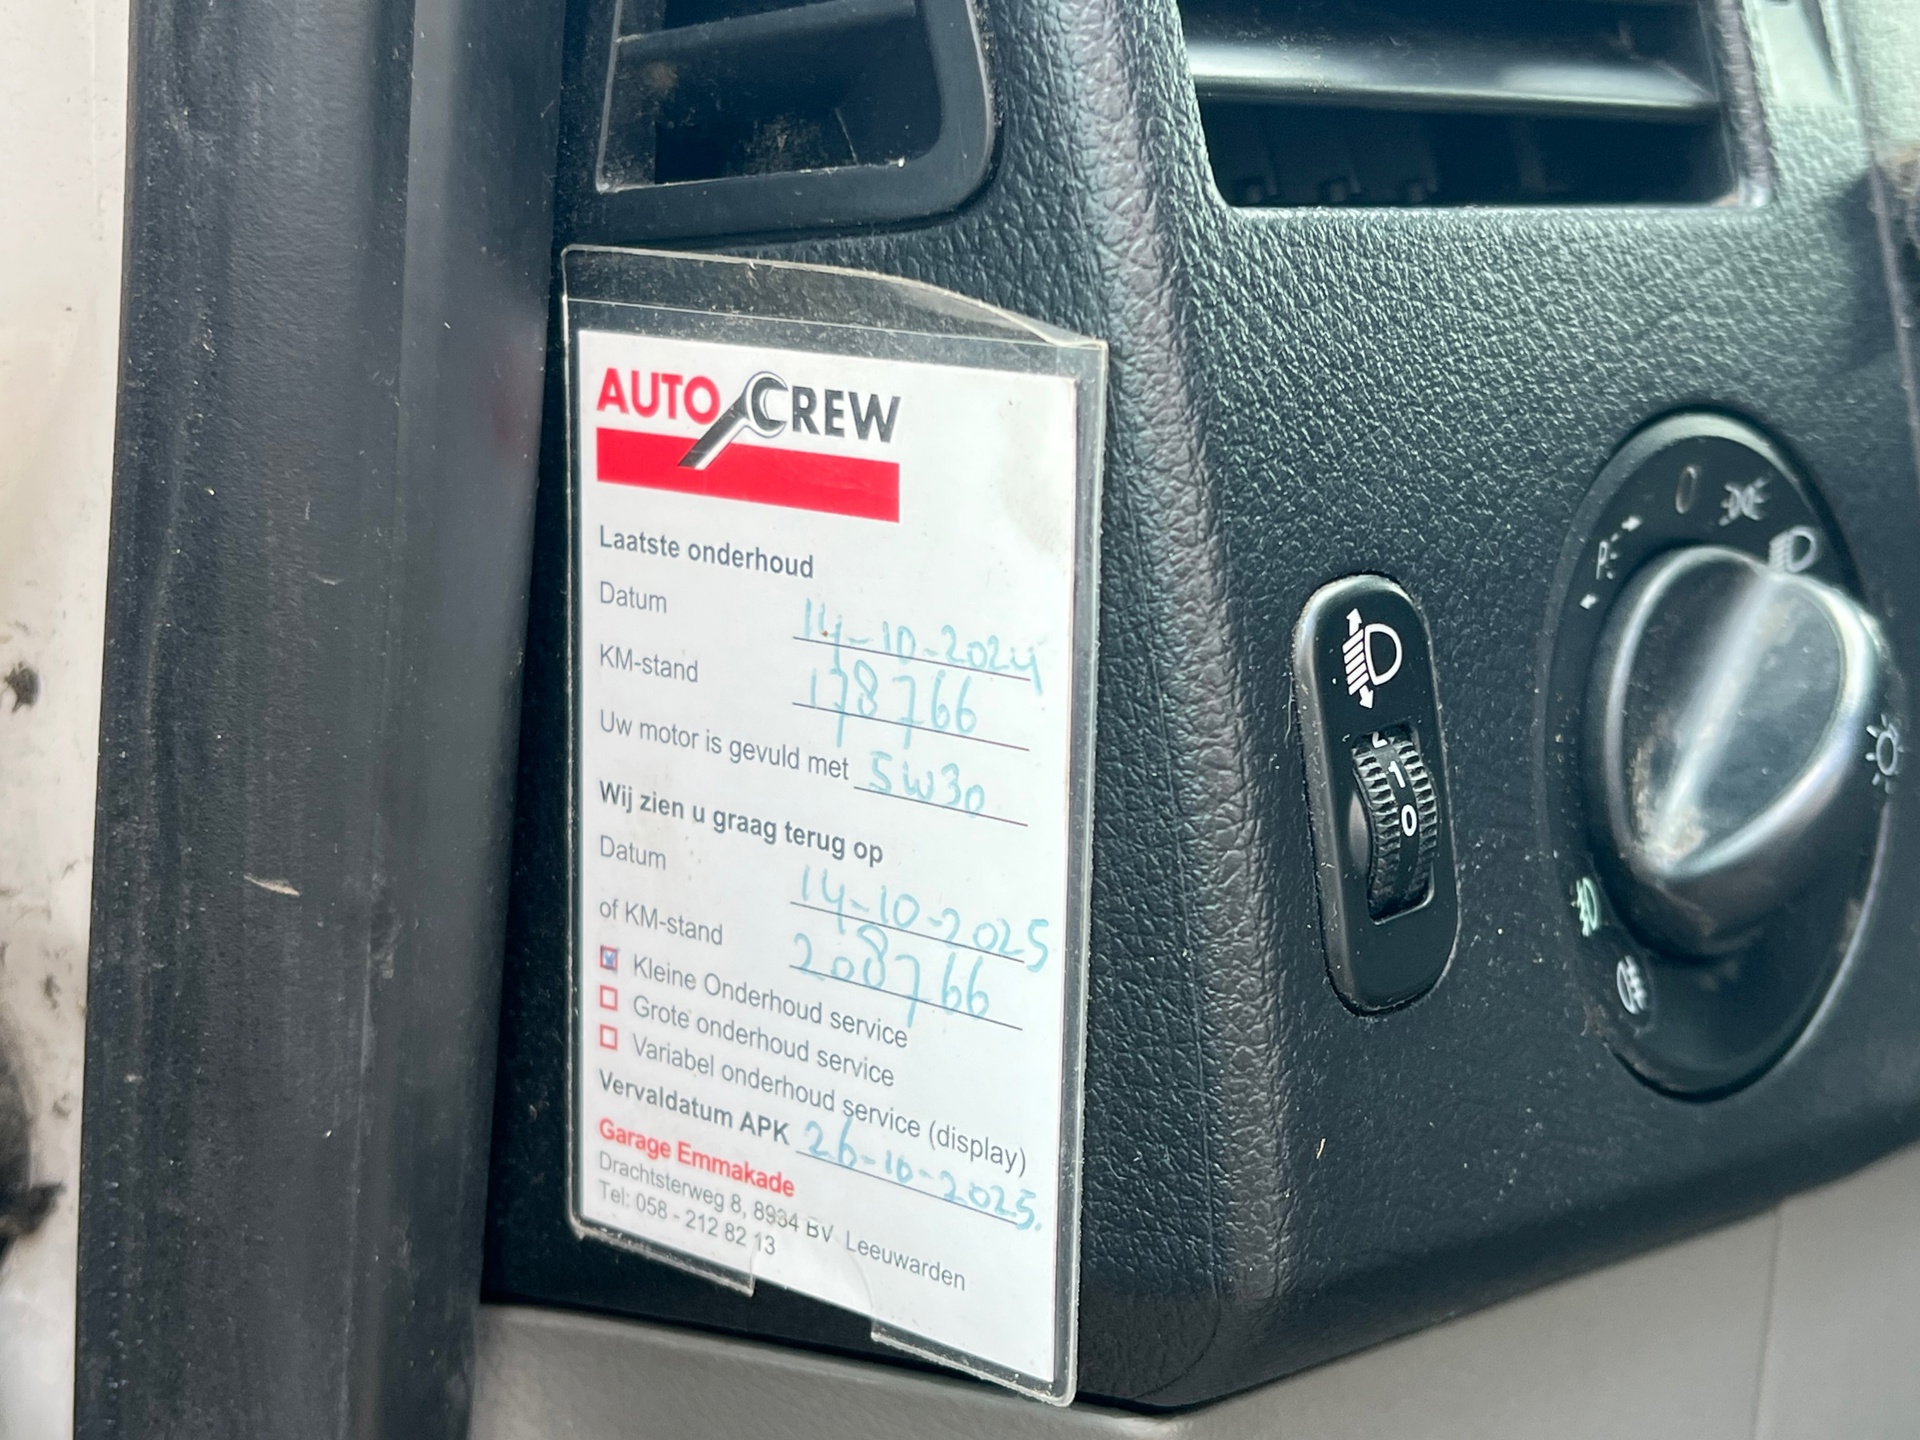 AUTO CREW
Laatste onderhoud
Datum 14-10-2024
KM-stand 178766
Uw motor is gevuld met 5W30
Wij zien u graag terug op
Datum 14-10-2025
of KM-stand 208766
Kleine Onderhoud service
Grote onderhoud service
Variabel onderhoud service (display)
Vervaldatum APK 26-10-2025.
Garage Emmakade
Drachtsterweg 8, 8934 BV Leeuwarden
Tel: 058 - 212 82 13
1
0
0